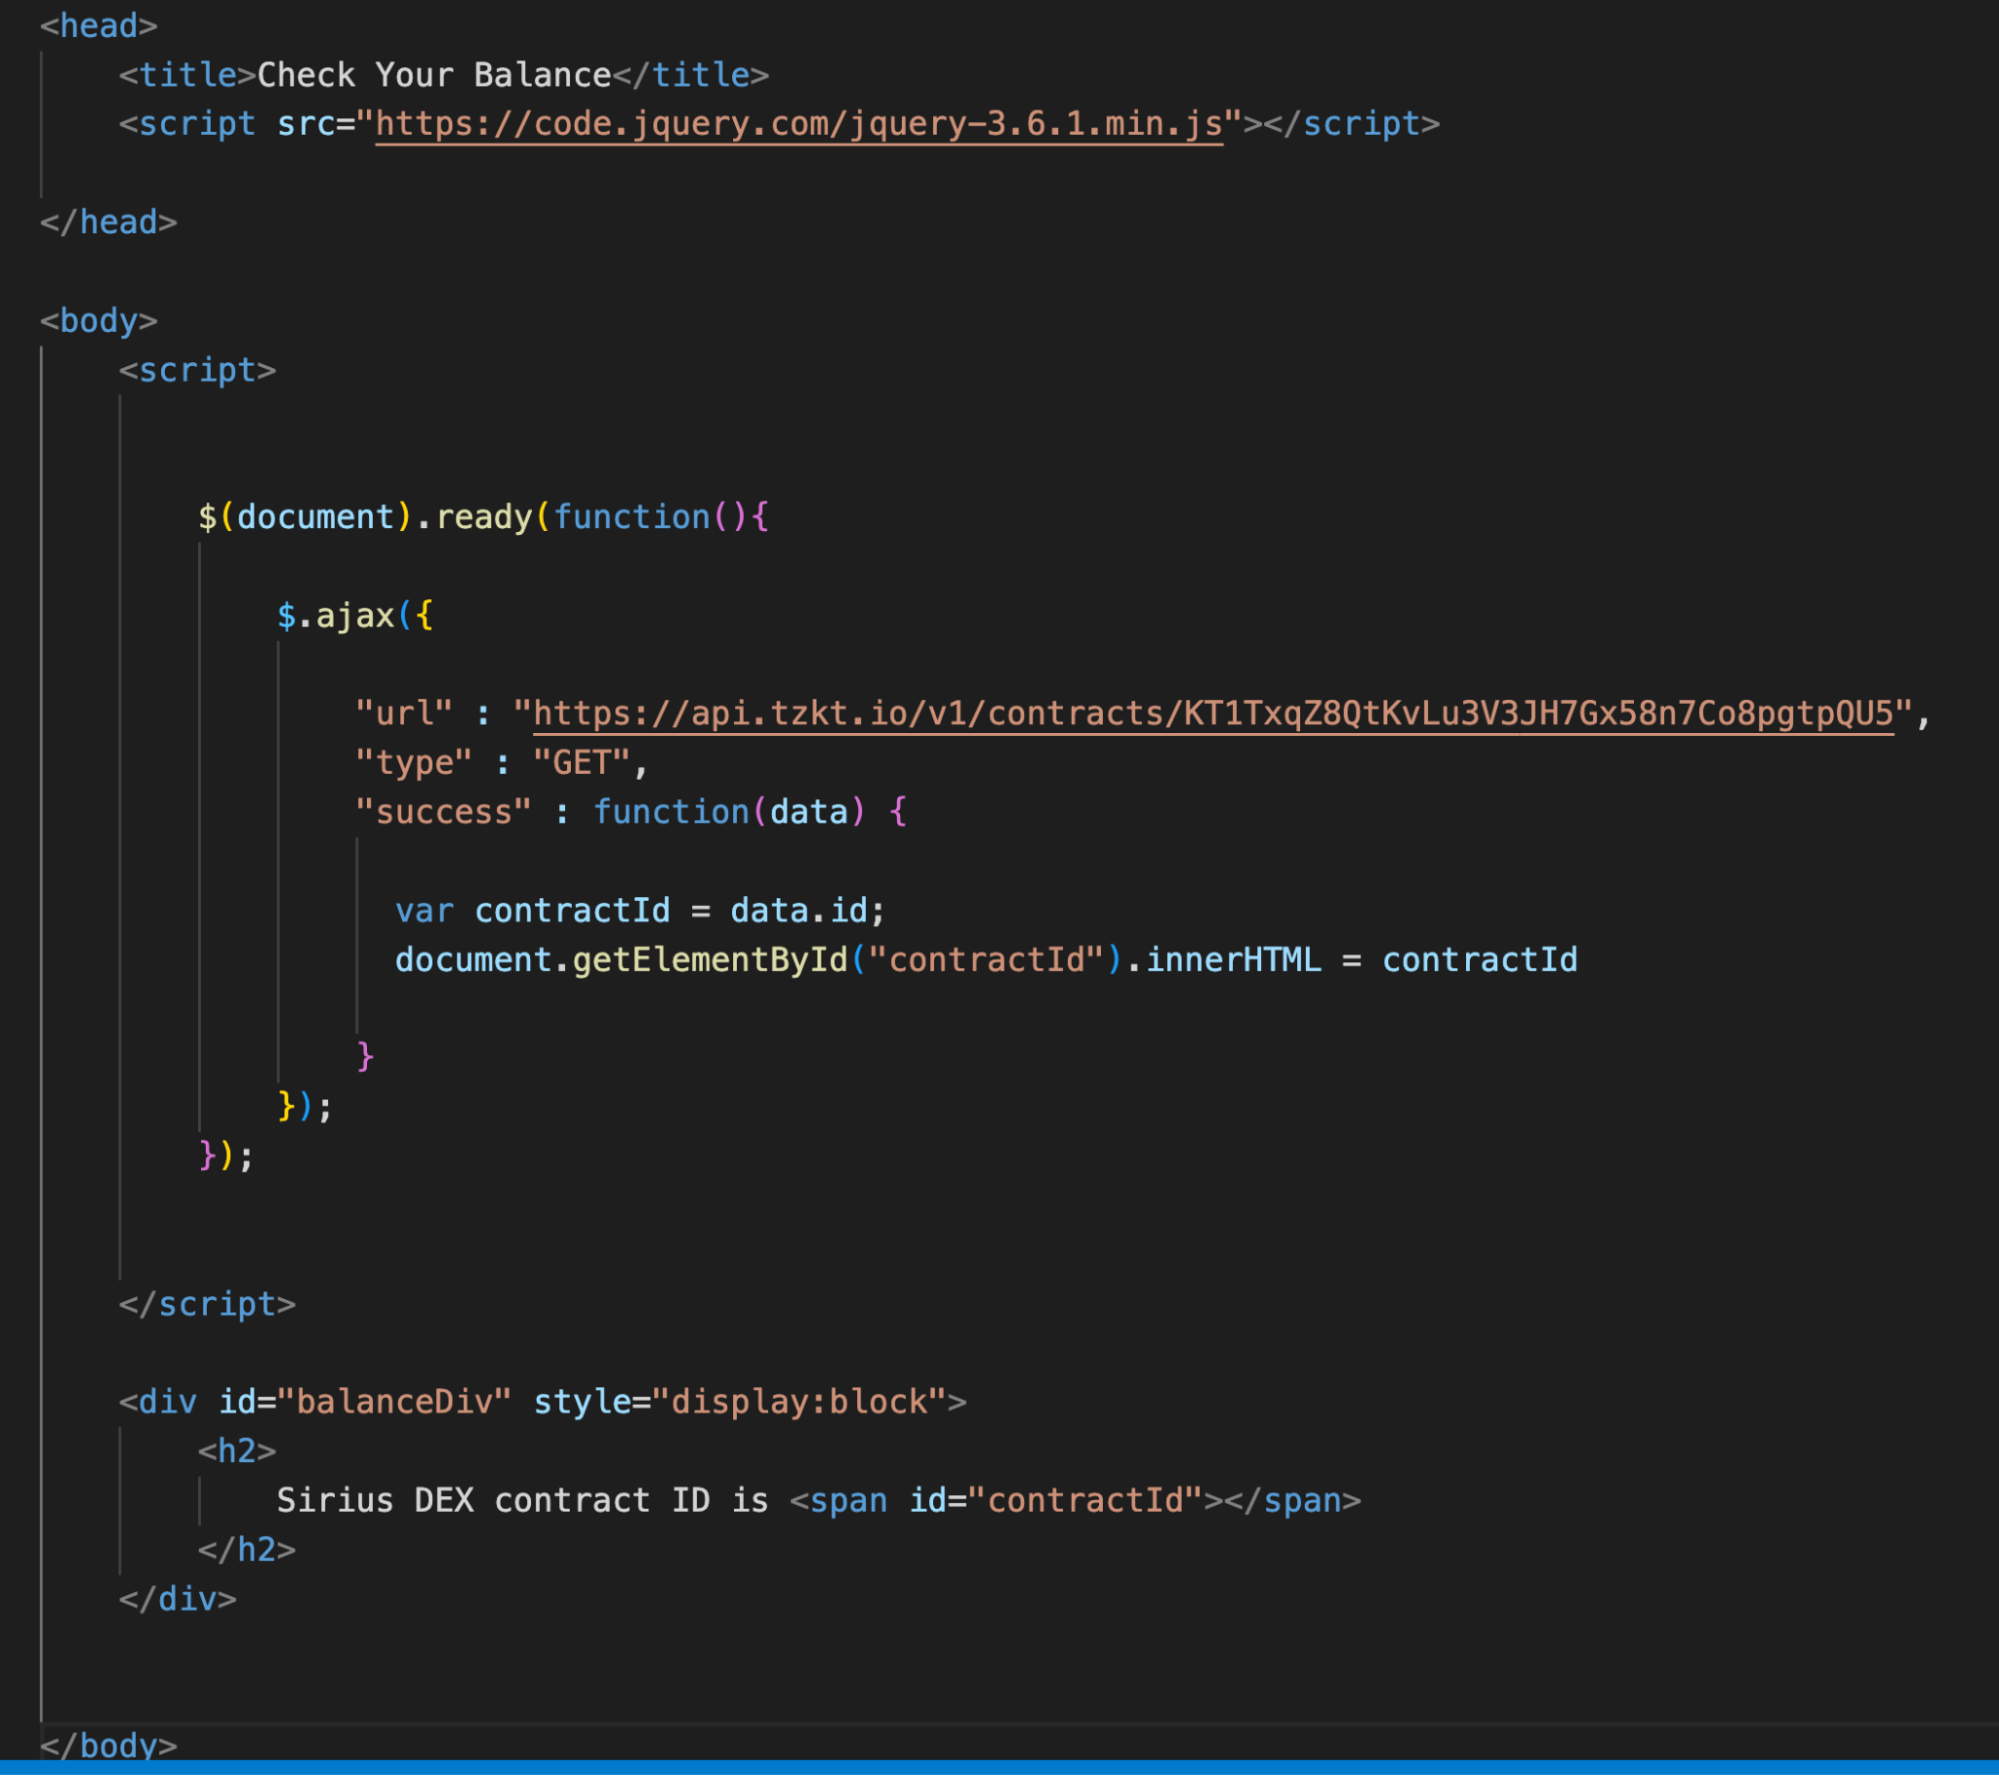 <head>
<title>Check Your Balance</title>
<script src="https://code.jquery.com/jquery-3.6.1.min.js"></script>
</head>
<body>
<script>
$(document).ready(function(){
$.ajax({
"url" : "https://api.tzkt.io/v1/contracts/KT1TxqZ8QtKvLu3V3JH7Gx58n7Co8pgtpQU5",
"type" : "GET",
"success" : function(data) {
var contractId = data.id;
document.getElementById("contractId").innerHTML = contractId
}
});
});
</script>
<div id="balanceDiv" style="display:block">
<h2>
Sirius DEX contract ID is <span id="contractId"></span>
</h2>
</div>
</body>